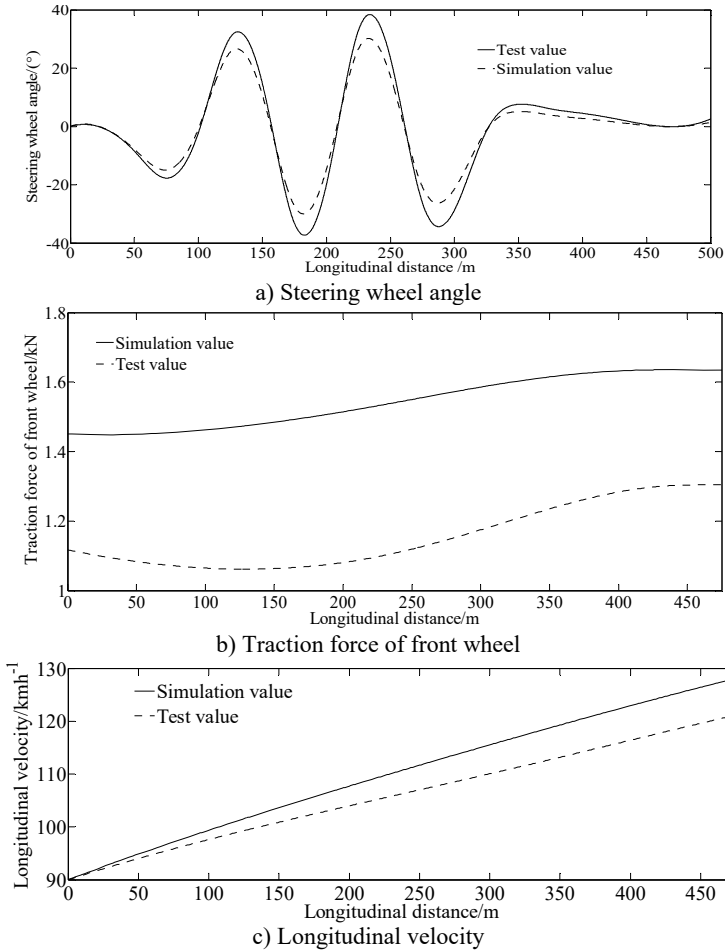 40
20
0
-20
-40
Steering wheel angle/(°)
Test value
Simulation value
0 50 100 150 200 250 300 350 400 450 500
Longitudinal distance /m
a) Steering wheel angle
1.8
1.6
1.4
1.2
1
Traction force of front wheel/kN
Simulation value
Test value
0 50 100 150 200 250 300 350 400 450
Longitudinal distance/m
b) Traction force of front wheel
130
120
110
100
90
Longitudinal velocity/kmh-1
Simulation value
Test value
0 50 100 150 200 250 300 350 400 450
Longitudinal distance/m
c) Longitudinal velocity